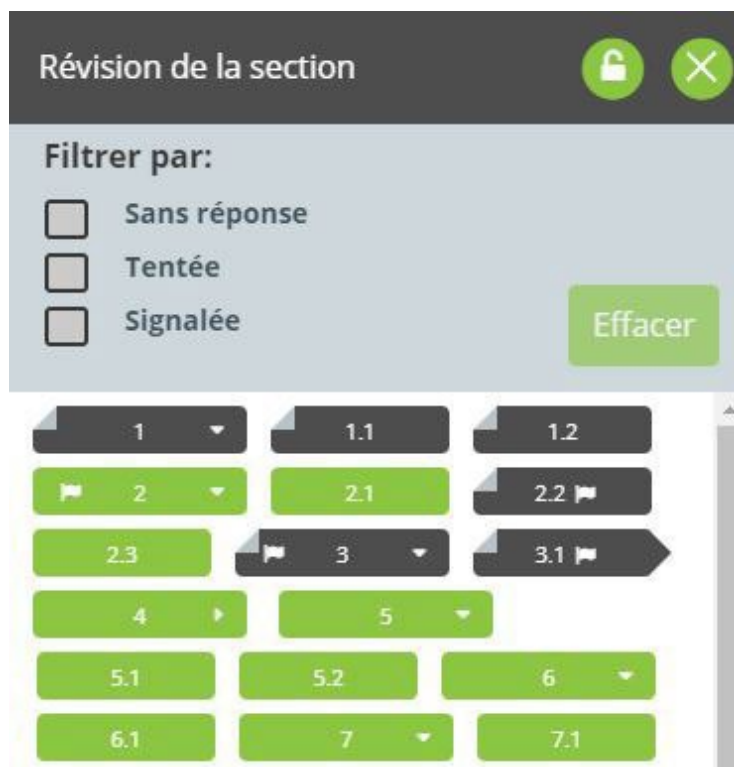 Révision de la section
Filtrer par:
Sans réponse
Tentée
Signalée
Effacer
1 1.1 1.2
2 2.1 2.2
2.3 3 3.1
4 5
5.1 5.2 6
6.1 7 7.1